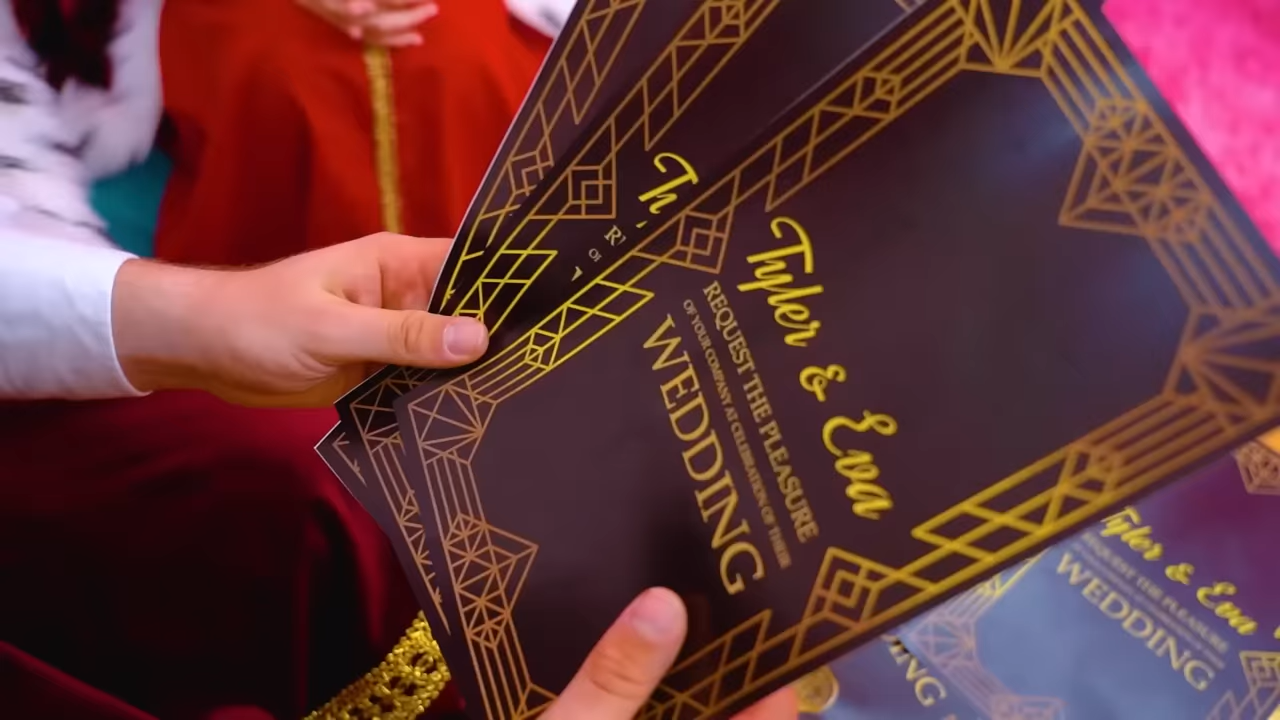 Tyler & Eva
REQUEST THE PLEASURE
OF YOUR COMPANY AT CELEBRATION OF THEIR
WEDDING
Tyler & Eva
REQUEST THE PLEASURE
WEDDING